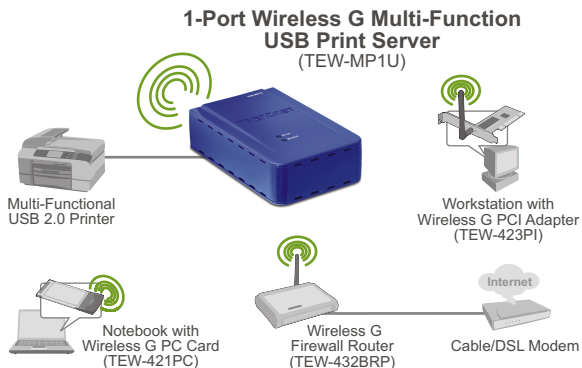 1-Port Wireless G Multi-Function
USB Print Server
(TEW-MP1U)
TRENDNET
Multi-Functional
USB 2.0 Printer
Workstation with
Wireless G PCI Adapter
(TEW-423PI)
Notebook with
Wireless G PC Card
(TEW-421PC)
Wireless G
Firewall Router
(TEW-432BRP)
Internet
Cable/DSL Modem